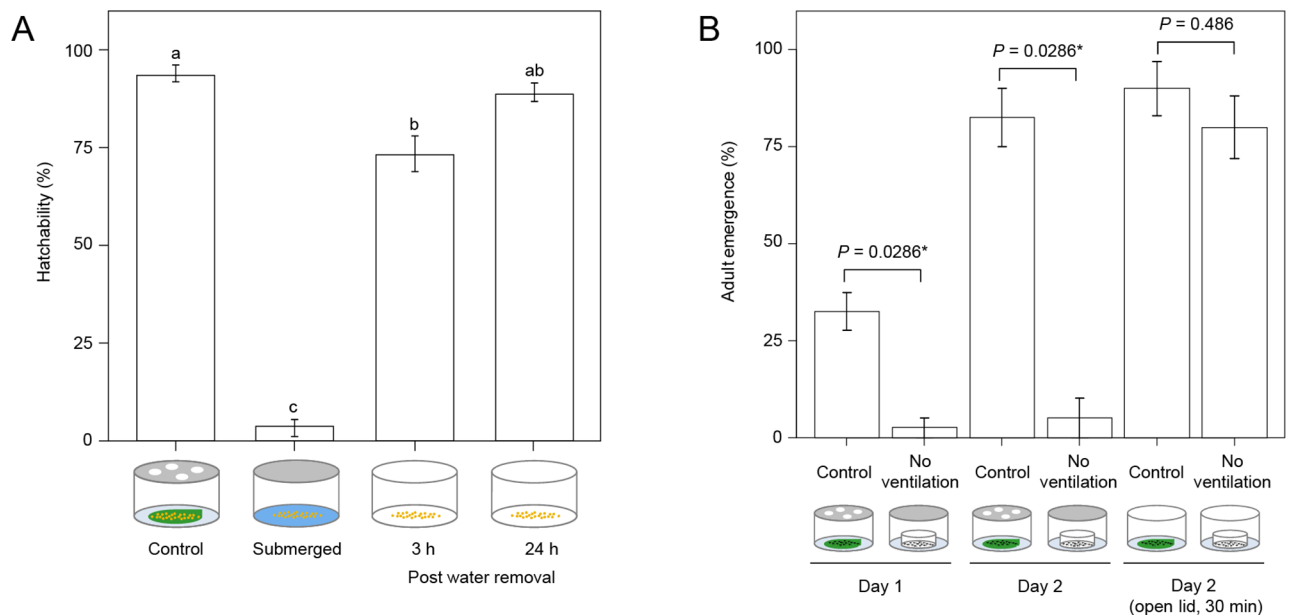 A
Hatchability (%)
100
75
50
25
0
a
c
b
ab
Control
Submerged
3 h
24 h
Post water removal
B
Adult emergence (%)
100
75
50
25
0
P = 0.0286*
P = 0.0286*
P = 0.486
Control
No
ventilation
Control
No
ventilation
Control
No
ventilation
Day 1
Day 2
Day 2
(open lid, 30 min)